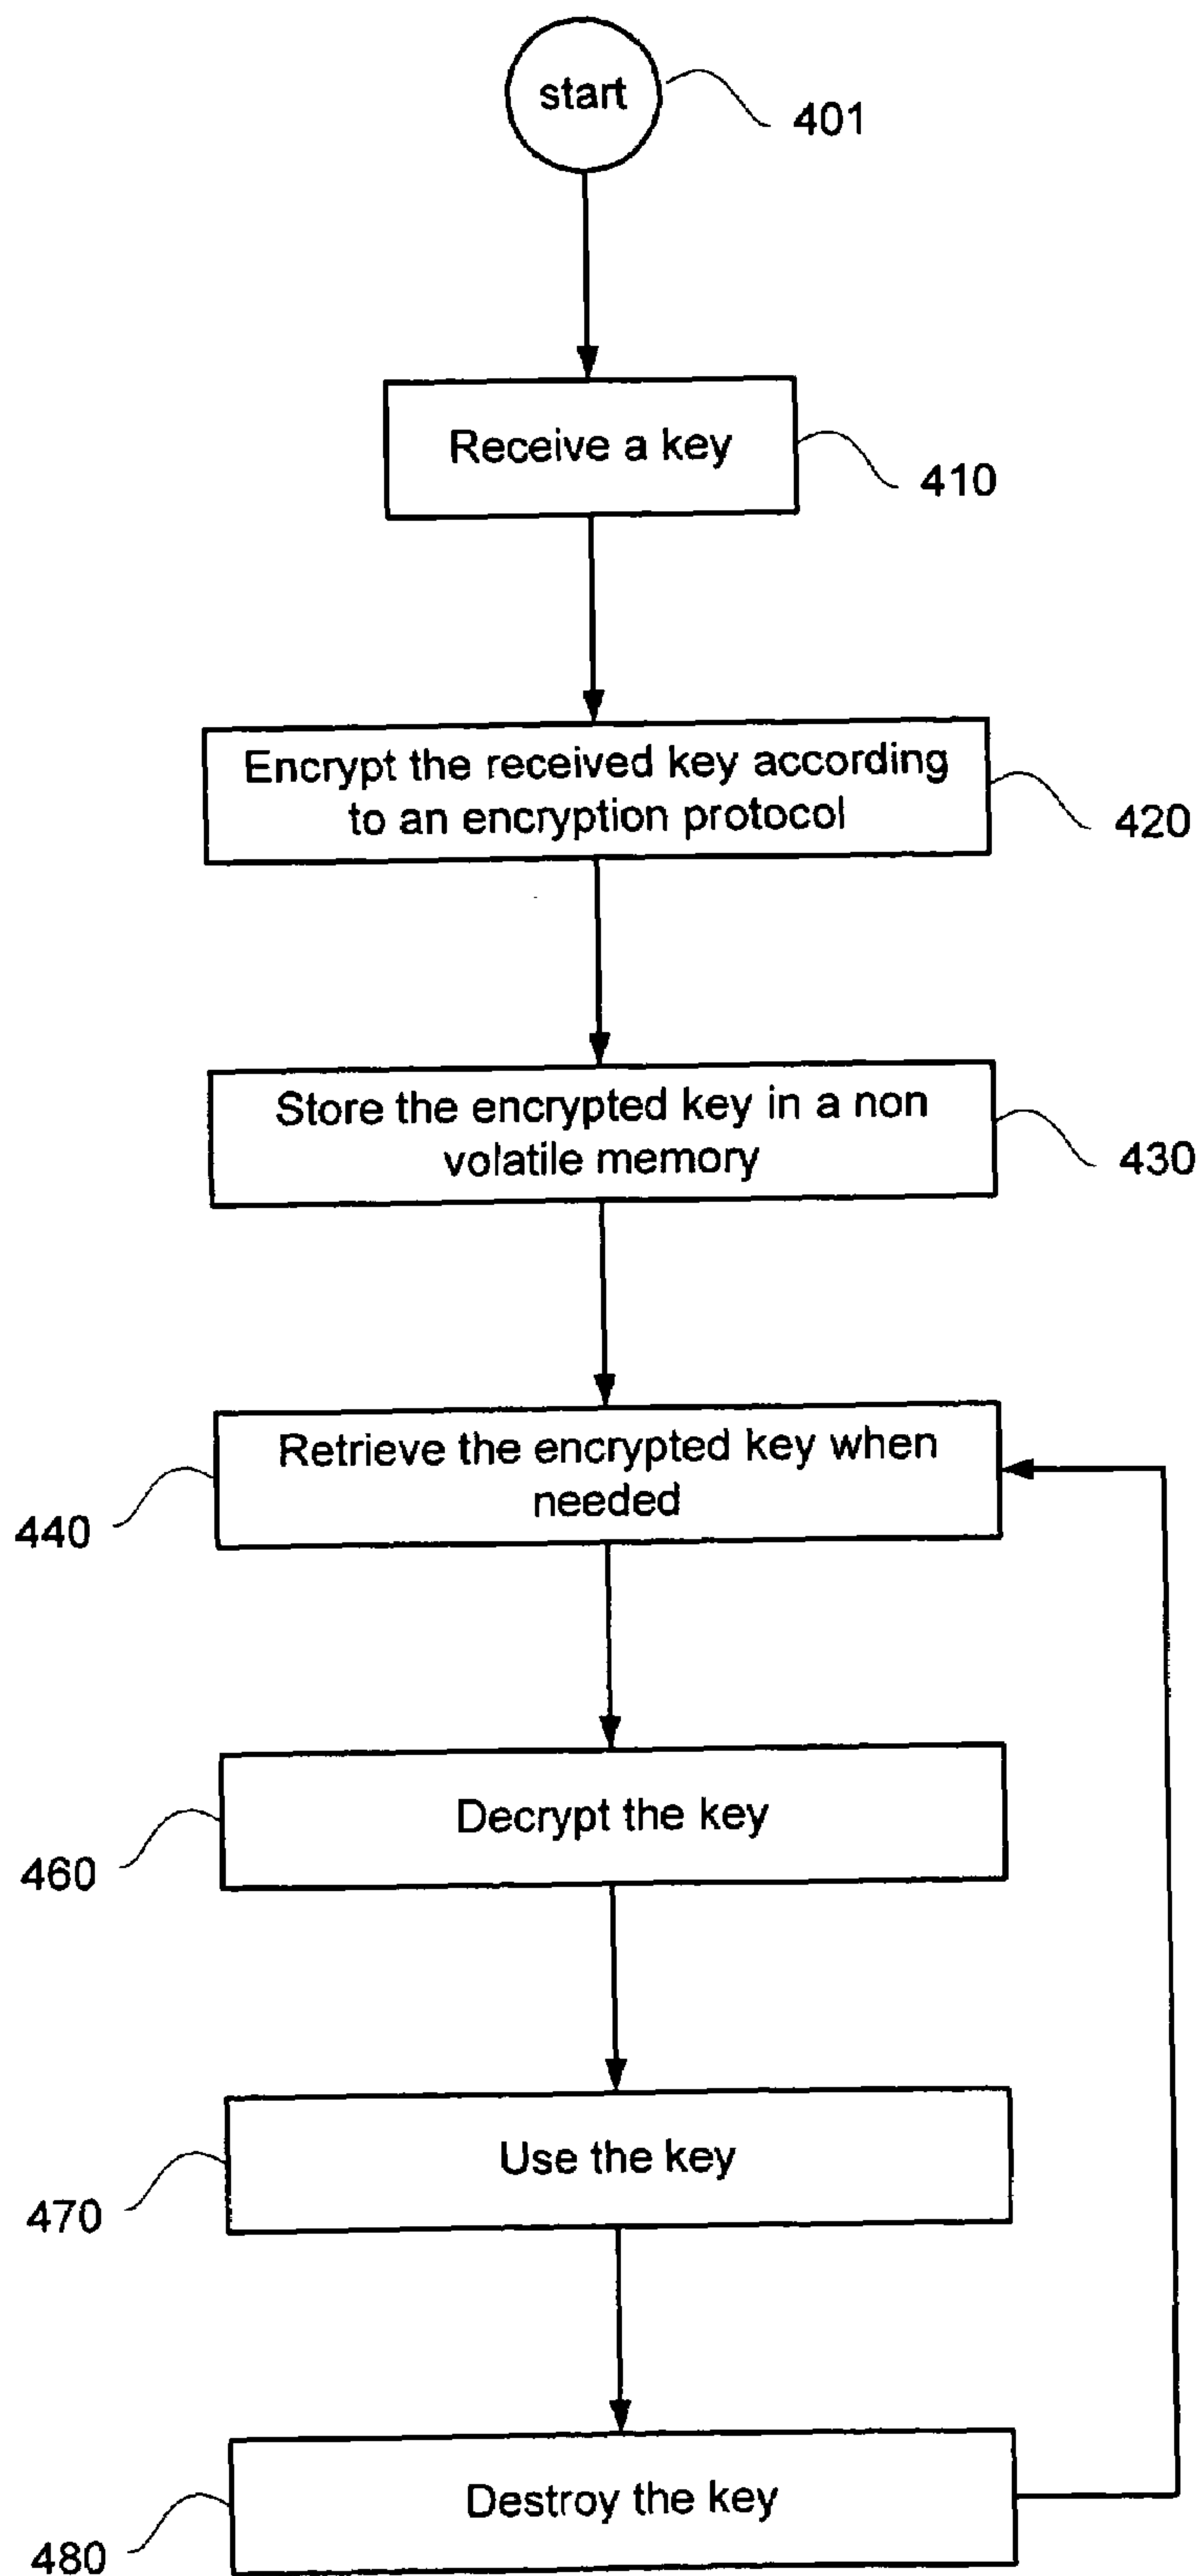 start
401
Receive a key
410
Encrypt the received key according
to an encryption protocol
420
Store the encrypted key in a non
volatile memory
430
Retrieve the encrypted key when
needed
440
Decrypt the key
460
Use the key
470
Destroy the key
480